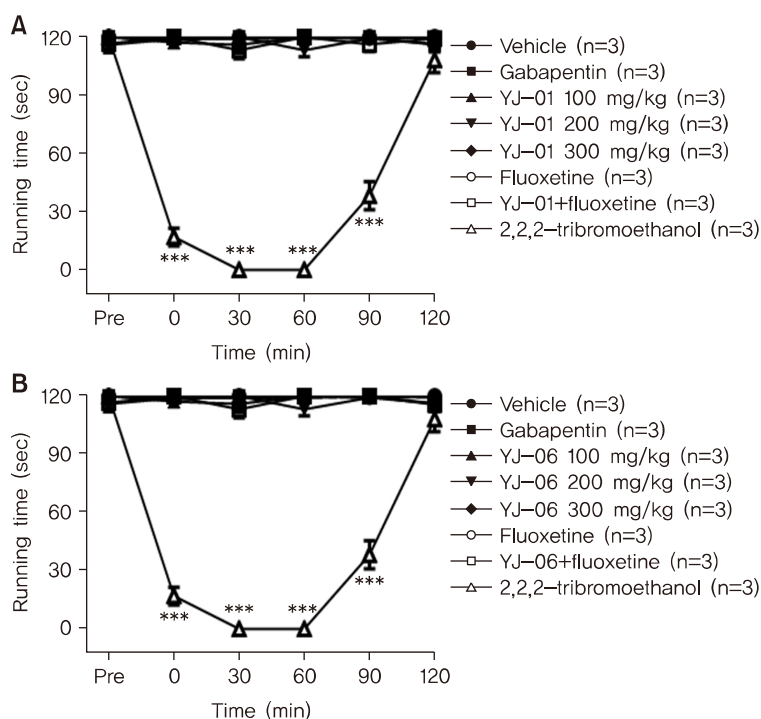 A
Running time (sec)
120
90
60
30
0
***
***
***
***
Pre
0
30
60
90
120
Time (min)
Vehicle (n=3)
Gabapentin (n=3)
YJ–01 100 mg/kg (n=3)
YJ–01 200 mg/kg (n=3)
YJ–01 300 mg/kg (n=3)
Fluoxetine (n=3)
YJ–01+fluoxetine (n=3)
2,2,2–tribromoethanol (n=3)
B
Running time (sec)
120
90
60
30
0
***
***
***
***
Pre
0
30
60
90
120
Time (min)
Vehicle (n=3)
Gabapentin (n=3)
YJ–06 100 mg/kg (n=3)
YJ–06 200 mg/kg (n=3)
YJ–06 300 mg/kg (n=3)
Fluoxetine (n=3)
YJ–06+fluoxetine (n=3)
2,2,2–tribromoethanol (n=3)